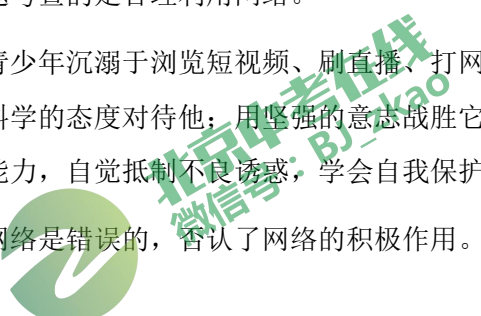 青少年沉溺于浏览短视频、刷直播、打网
科学的态度对待他；用坚强的意志战胜它
能力，自觉抵制不良诱惑，学会自我保护
网络是错误的，否认了网络的积极作用。
北京中考在线
微信号：BJ_zkao